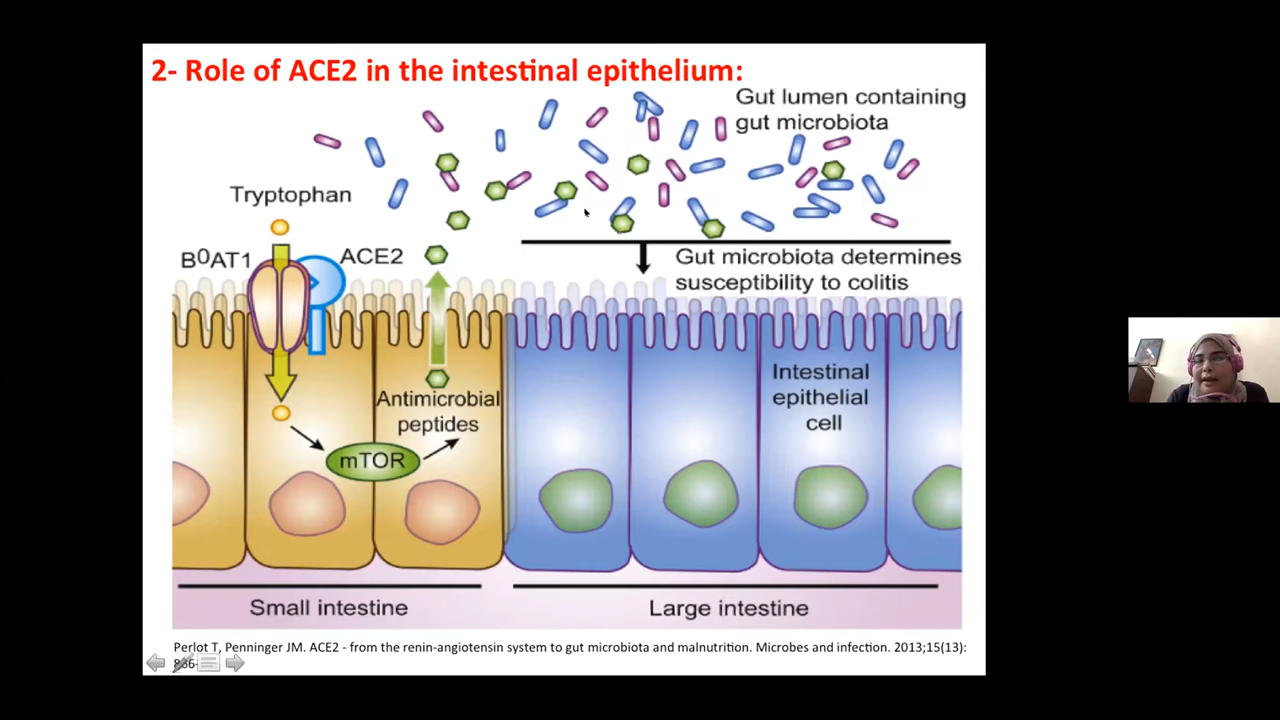 2- Role of ACE2 in the intestinal epithelium:
Gut lumen containing
gut microbiota
Tryptophan
B⁰AT1
ACE2
Gut microbiota determines
susceptibility to colitis
Antimicrobial
peptides
mTOR
Intestinal
epithelial
cell
Small intestine
Large intestine
Perlot T, Penninger JM. ACE2 - from the renin-angiotensin system to gut microbiota and malnutrition. Microbes and infection. 2013;15(13):